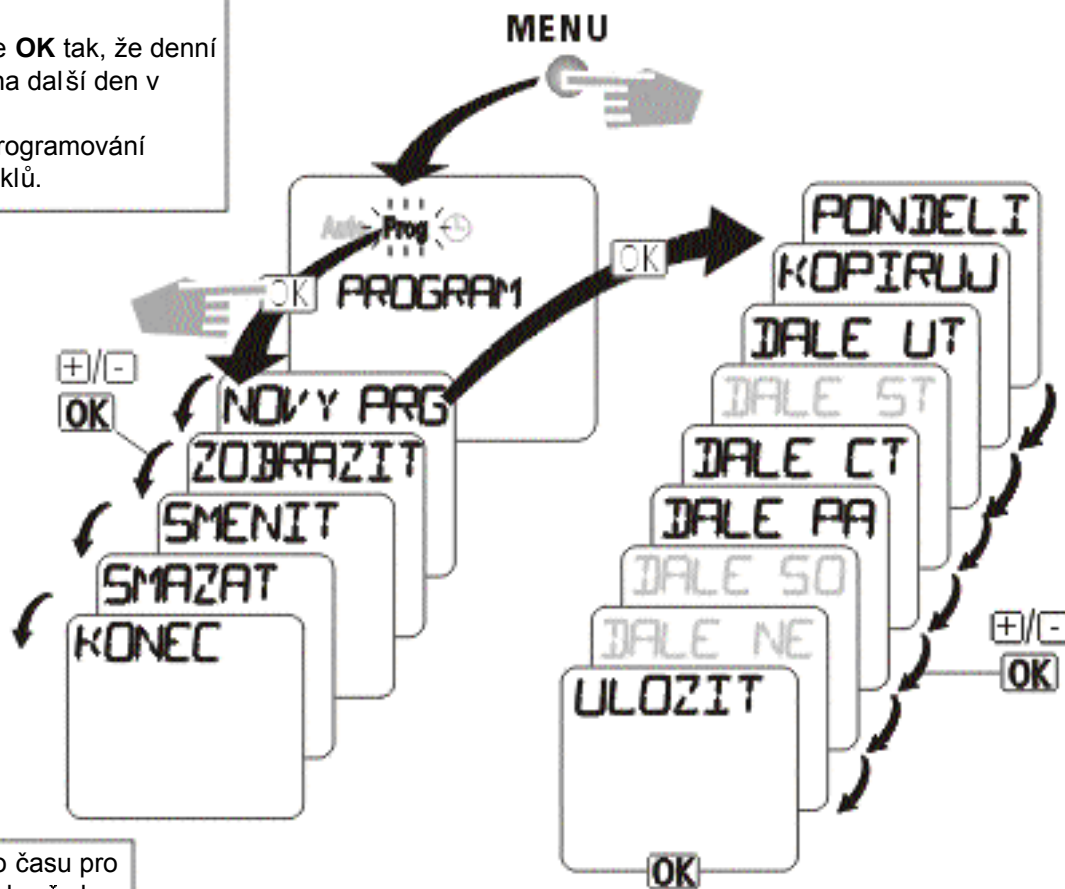 e OK tak, že denní
na další den v
rogramování
klů.
MENU
Auto Prog
OK
PROGRAM
+/-
OK
NOVY PRG
ZOBRAZIT
SMENIT
SMAZAT
KONEC
OK
PONDELI
KOPIRUJ
DALE UT
DALE ST
DALE CT
DALE PA
DALE SO
DALE NE
ULOZIT
+/-
OK
OK
o času pro